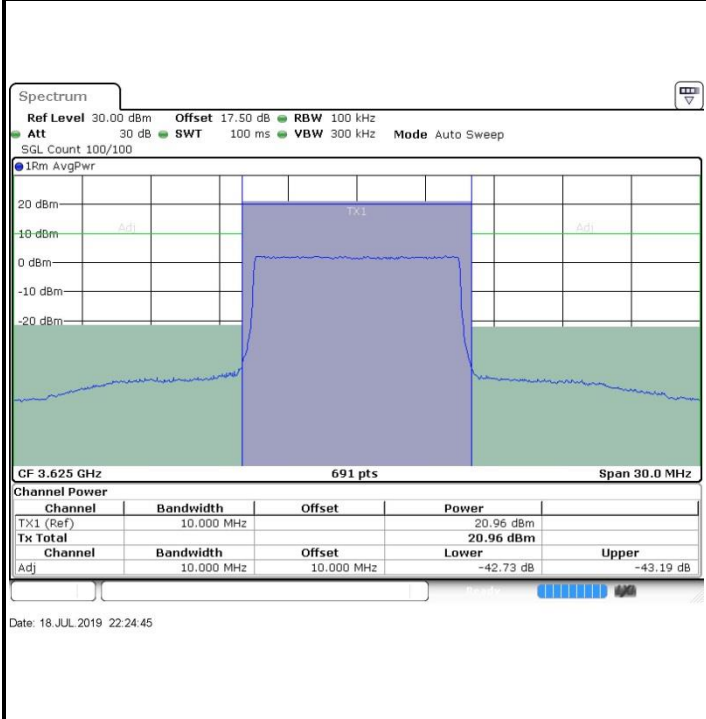 Spectrum
Ref Level 30.00 dBm Offset 17.50 dB RBW 100 kHz
Att 30 dB SWT 100 ms VBW 300 kHz Mode Auto Sweep
SGL Count 100/100
1Rm AvgPwr
20 dBm
TX1
Adj Adj
10 dBm
0 dBm
-10 dBm
-20 dBm
CF 3.625 GHz 691 pts Span 30.0 MHz
Channel Power
Channel Bandwidth Offset Power
TX1 (Ref) 10.000 MHz 20.96 dBm
Tx Total 20.96 dBm
Channel Bandwidth Offset Lower Upper
Adj 10.000 MHz 10.000 MHz -42.73 dB -43.19 dB
Ready
Date: 18.JUL.2019 22:24:45